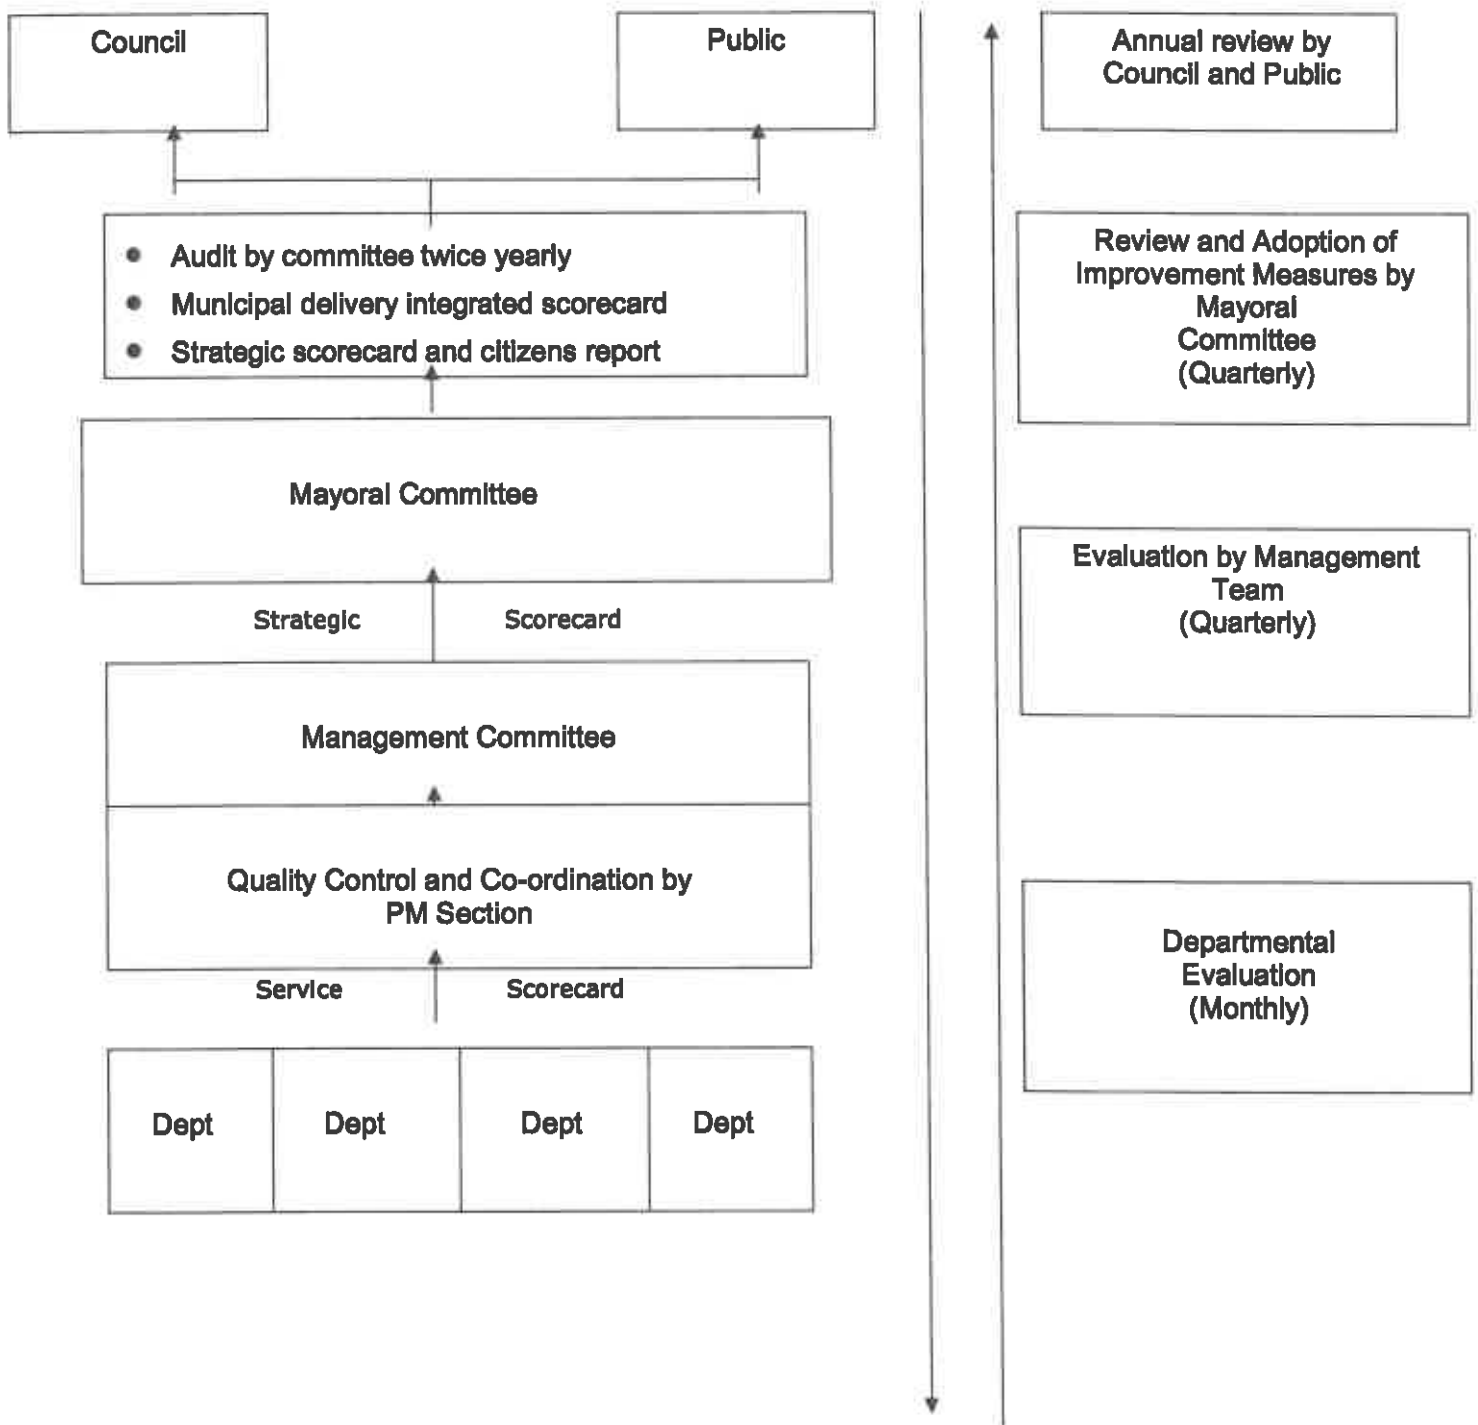 Council
Public
Annual review by
Council and Public
• Audit by committee twice yearly
• Municipal delivery integrated scorecard
• Strategic scorecard and citizens report
Review and Adoption of
Improvement Measures by
Mayoral
Committee
(Quarterly)
Mayoral Committee
Evaluation by Management
Team
(Quarterly)
Strategic Scorecard
Management Committee
Quality Control and Co-ordination by
PM Section
Departmental
Evaluation
(Monthly)
Service Scorecard
Dept Dept Dept Dept